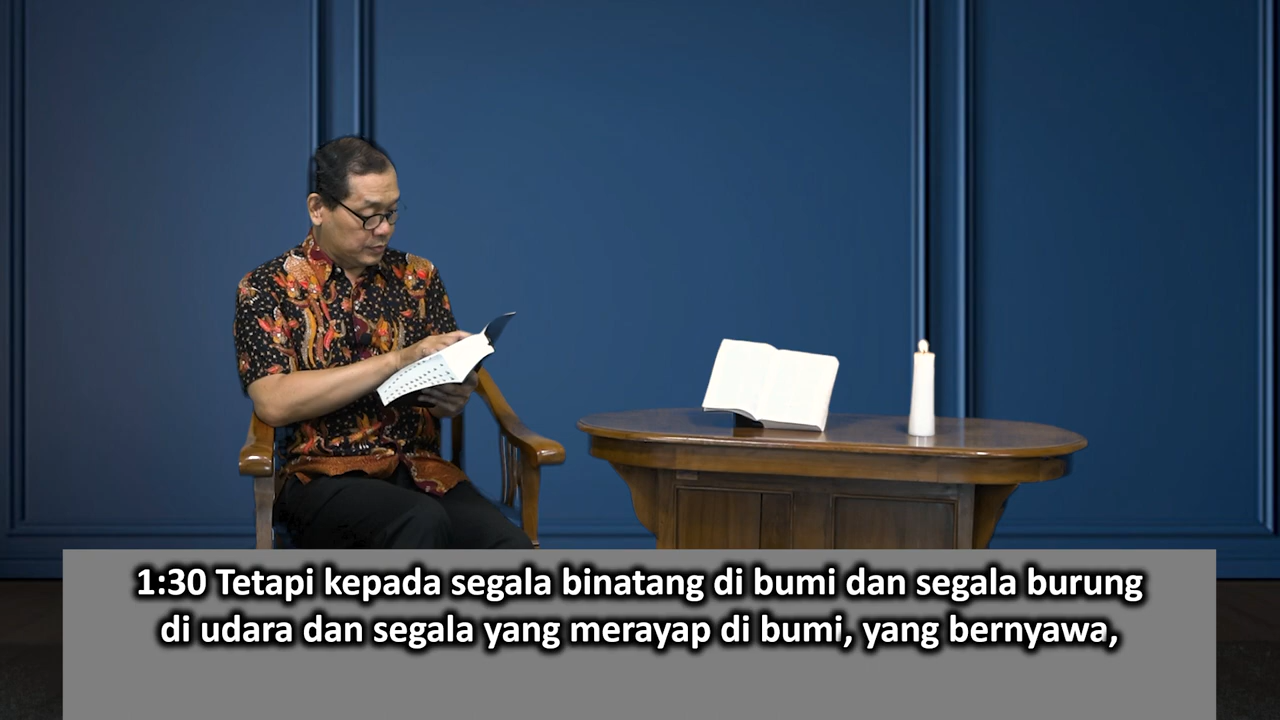 1:30 Tetapi kepada segala binatang di bumi dan segala burung
di udara dan segala yang merayap di bumi, yang bernyawa,